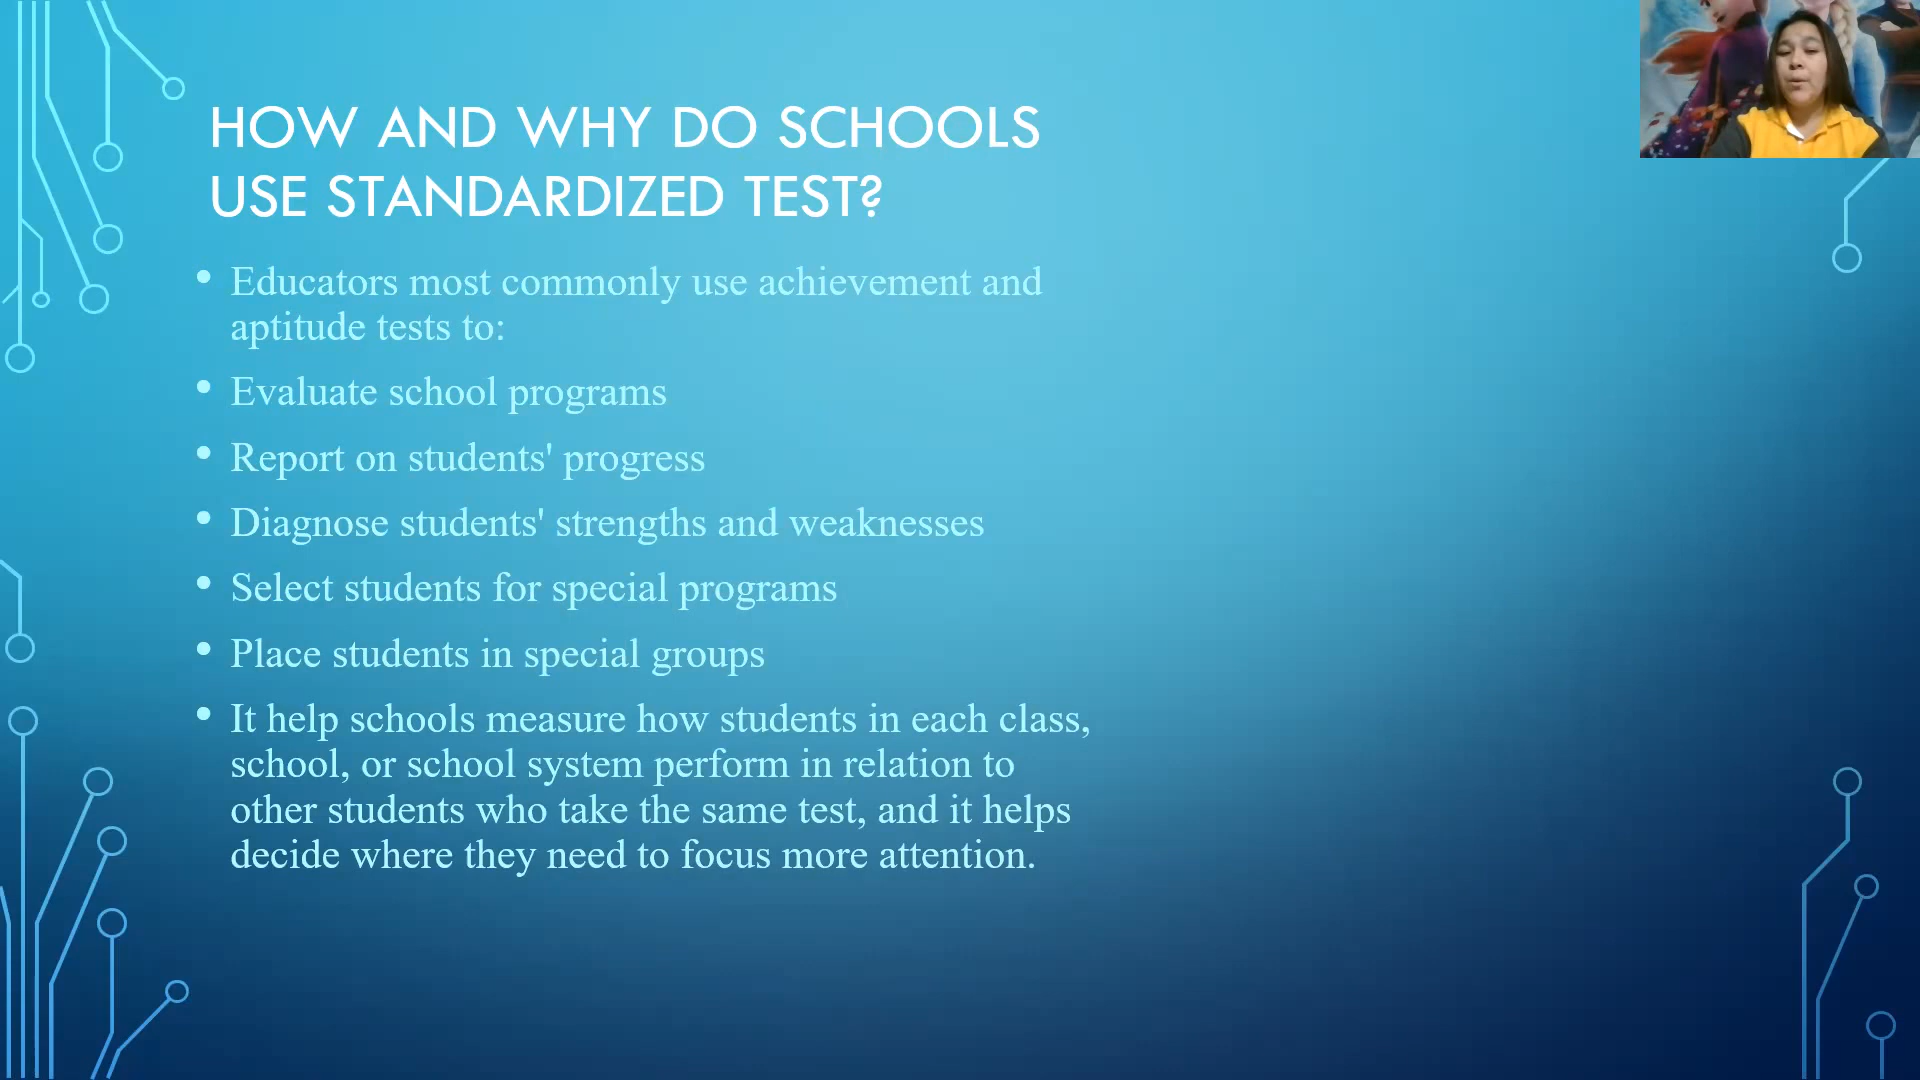 HOW AND WHY DO SCHOOLS
USE STANDARDIZED TEST?
• Educators most commonly use achievement and
aptitude tests to:
• Evaluate school programs
• Report on students' progress
• Diagnose students' strengths and weaknesses
• Select students for special programs
• Place students in special groups
• It help schools measure how students in each class,
school, or school system perform in relation to
other students who take the same test, and it helps
decide where they need to focus more attention.